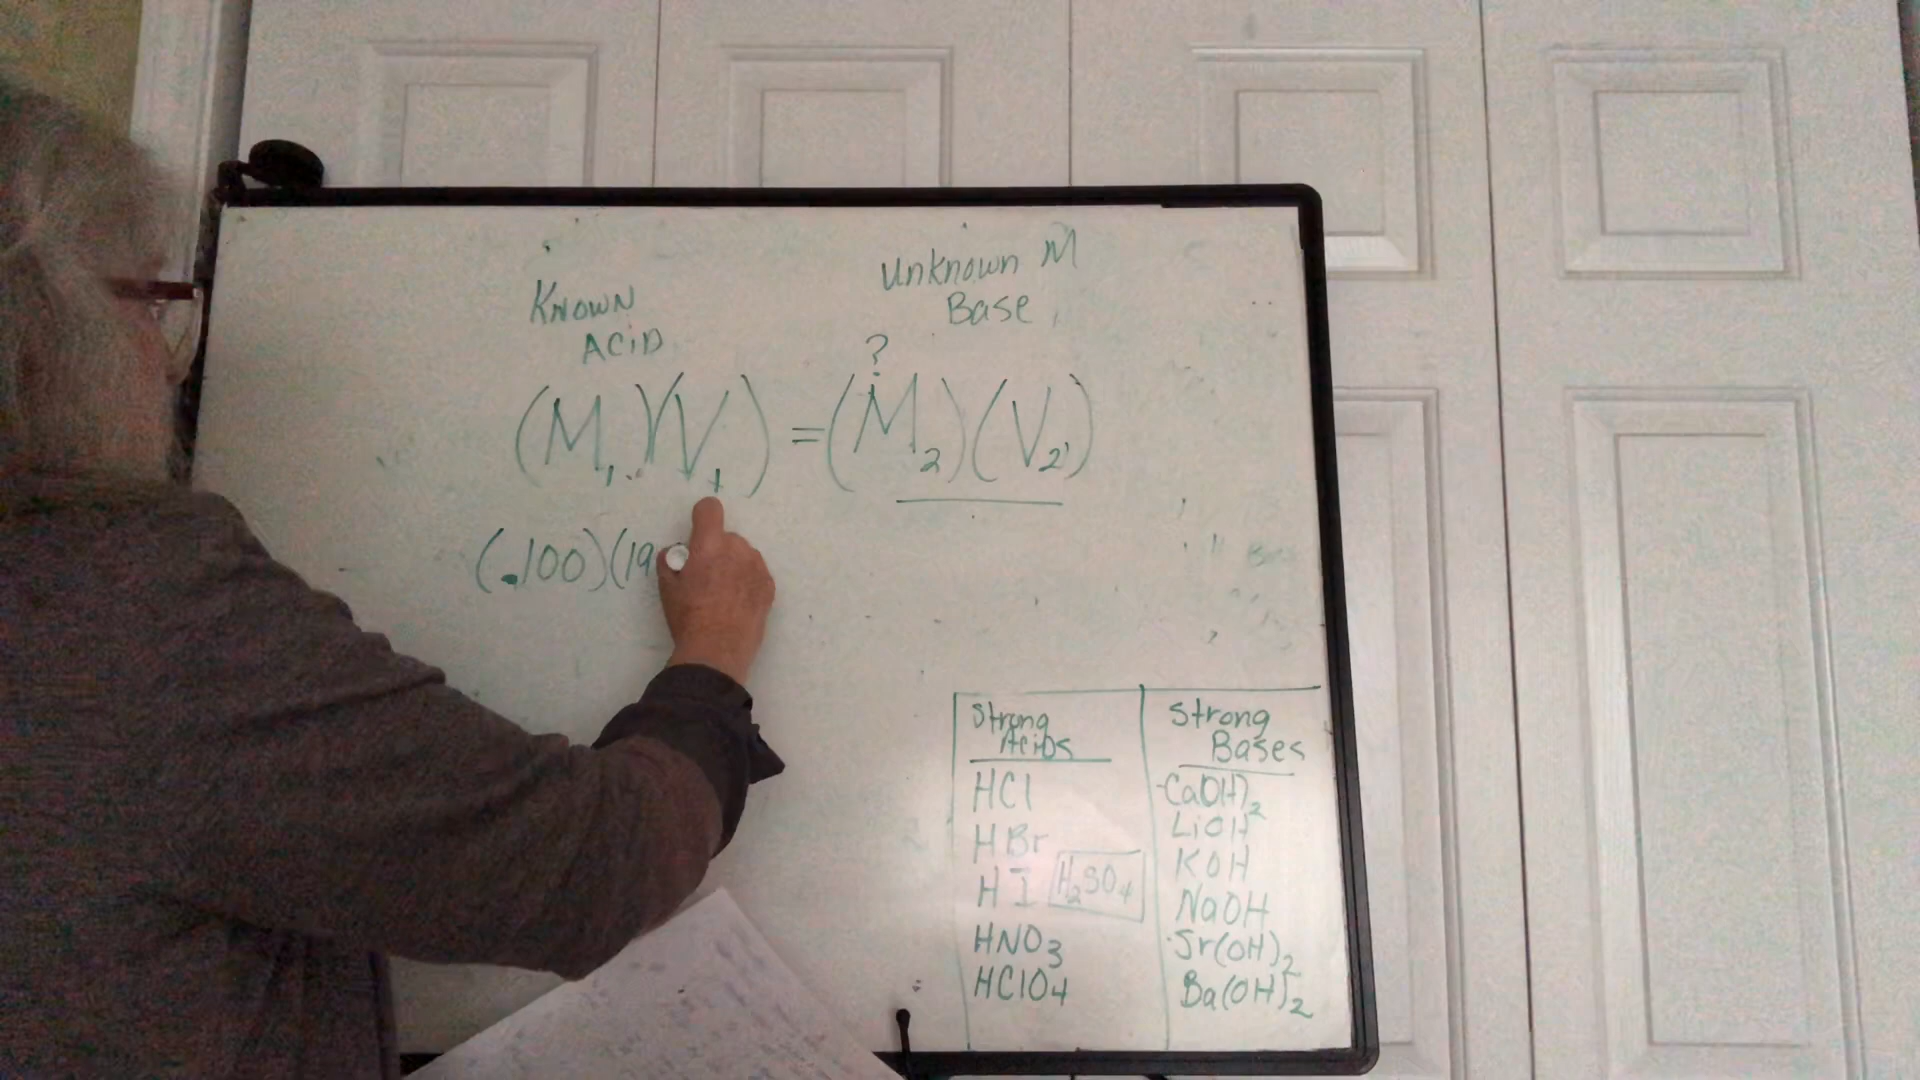 Unknown M
Base
Known
Acid
?
(M₁)(V₁) = (M₂)(V₂)
(.100)(19
Strong Acids
HCl
HBr
HI
H₂SO₄
HNO₃
HClO₄
Strong Bases
Ca(OH)₂
LiOH
KOH
NaOH
Sr(OH)₂
Ba(OH)₂